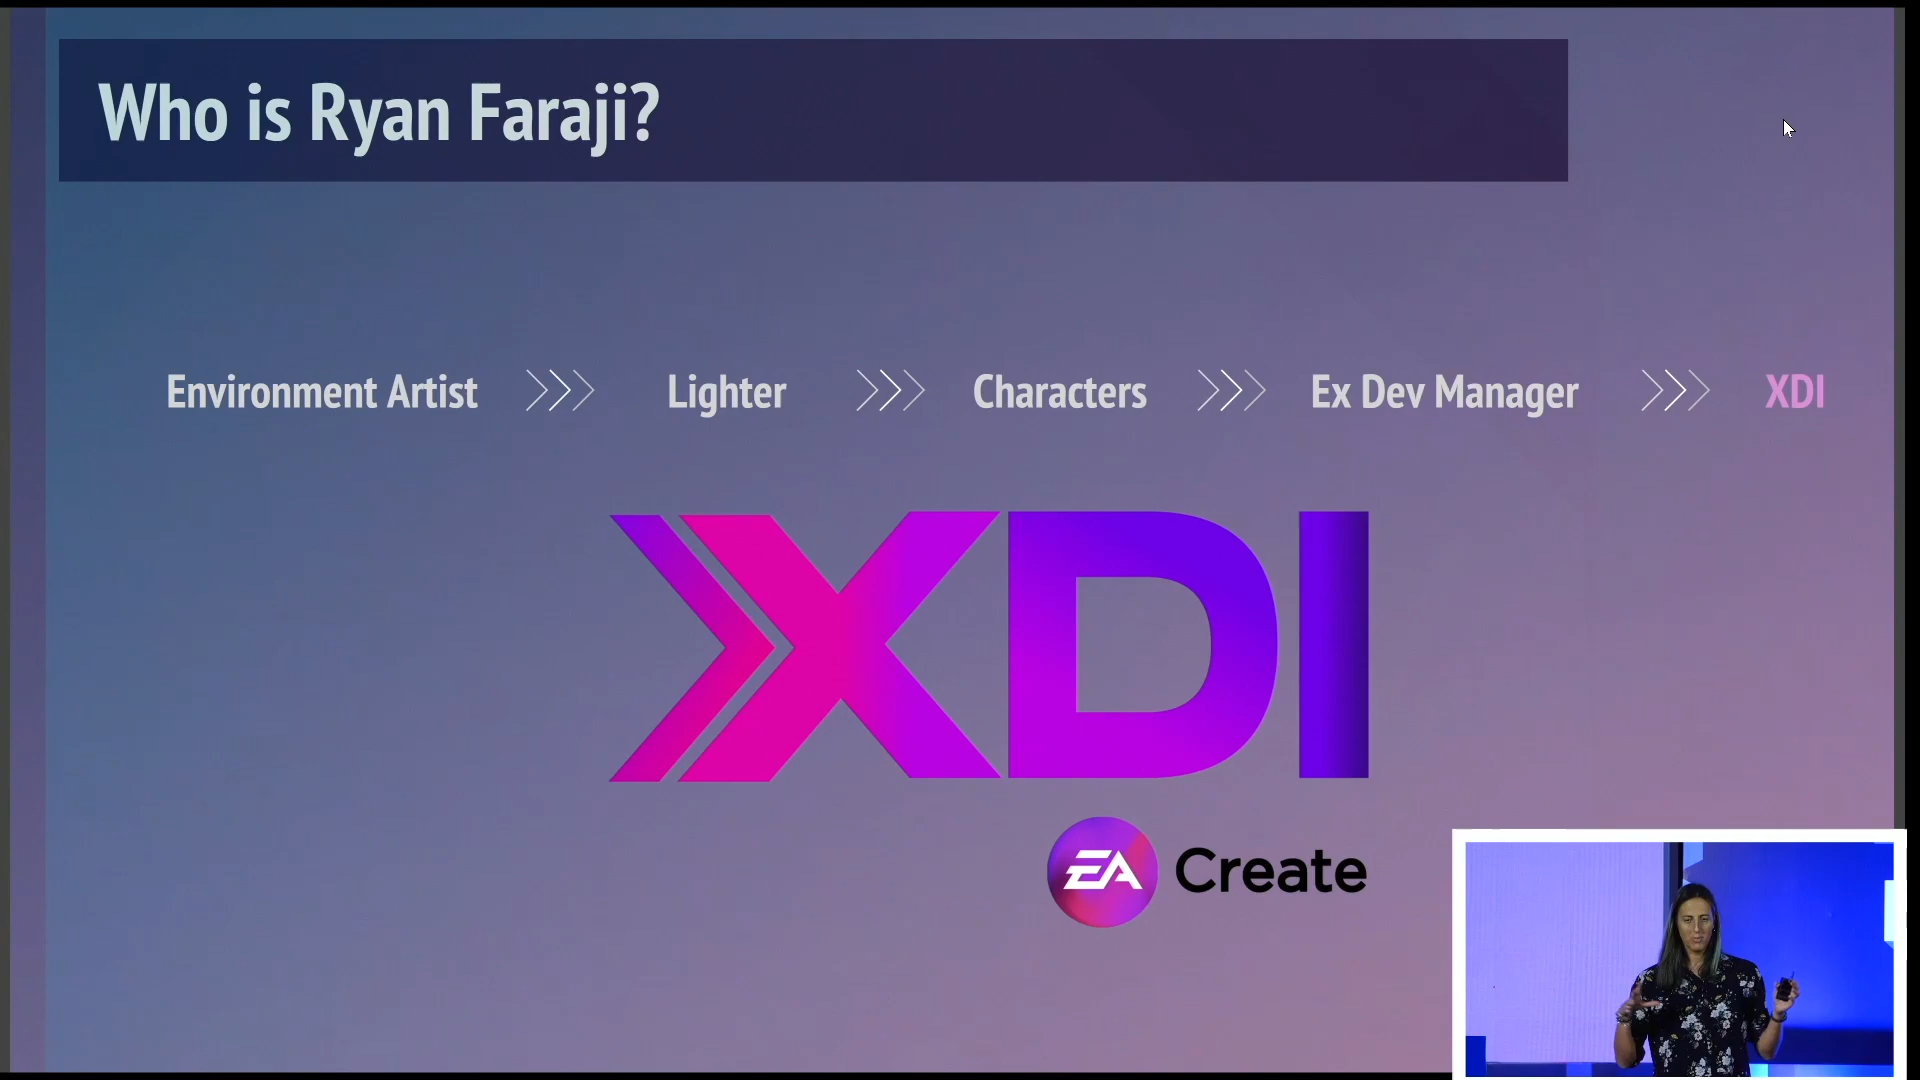 Who is Ryan Faraji?
Environment Artist Lighter Characters Ex Dev Manager XDI
XDI
EA Create